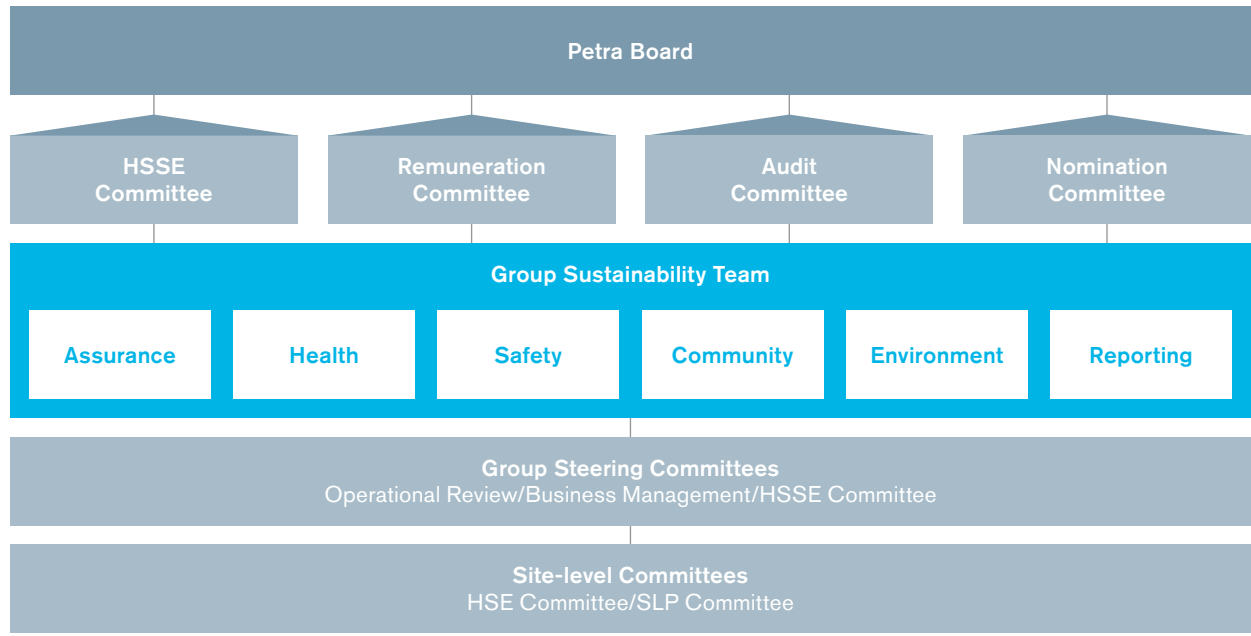 Petra Board
HSSE
Committee
Remuneration
Committee
Audit
Committee
Nomination
Committee
Group Sustainability Team
Assurance
Health
Safety
Community
Environment
Reporting
Group Steering Committees
Operational Review/Business Management/HSSE Committee
Site-level Committees
HSE Committee/SLP Committee